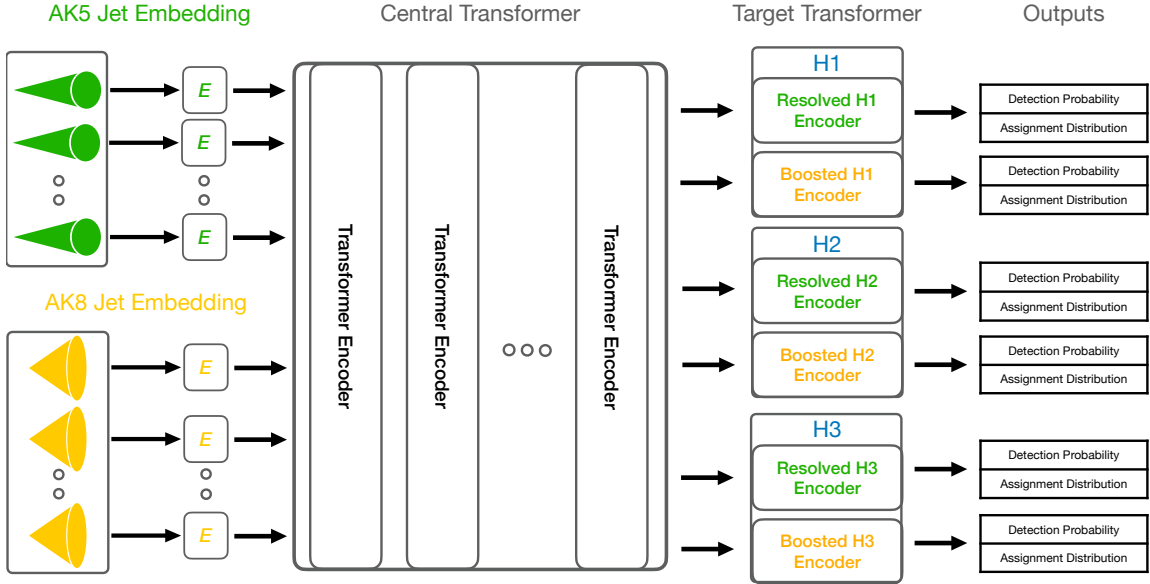 AK5 Jet Embedding
Central Transformer
Target Transformer
Outputs
E
E
E
AK8 Jet Embedding
E
E
E
Transformer Encoder
Transformer Encoder
Transformer Encoder
H1
Resolved H1
Encoder
Boosted H1
Encoder
H2
Resolved H2
Encoder
Boosted H2
Encoder
H3
Resolved H3
Encoder
Boosted H3
Encoder
Detection Probability
Assignment Distribution
Detection Probability
Assignment Distribution
Detection Probability
Assignment Distribution
Detection Probability
Assignment Distribution
Detection Probability
Assignment Distribution
Detection Probability
Assignment Distribution